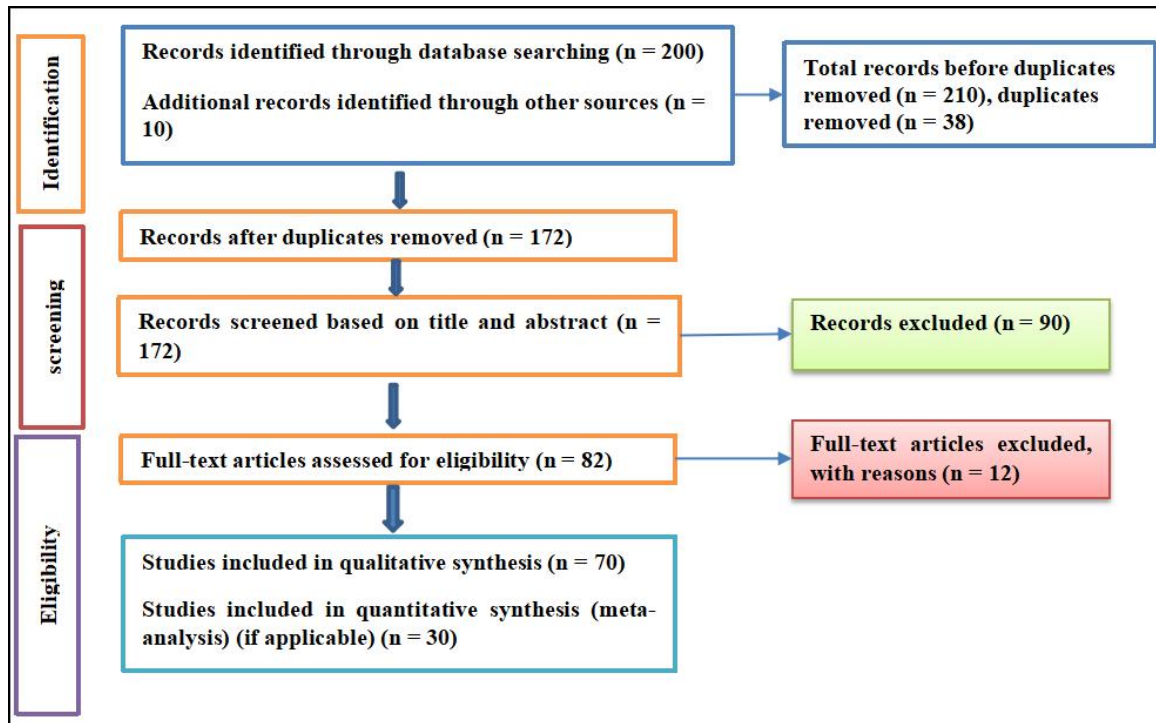 Identification
Records identified through database searching (n = 200)
Additional records identified through other sources (n =
10)
Total records before duplicates
removed (n = 210), duplicates
removed (n = 38)
screening
Records after duplicates removed (n = 172)
Records screened based on title and abstract (n =
172)
Records excluded (n = 90)
Eligibility
Full-text articles assessed for eligibility (n = 82)
Full-text articles excluded,
with reasons (n = 12)
Studies included in qualitative synthesis (n = 70)
Studies included in quantitative synthesis (meta-
analysis) (if applicable) (n = 30)